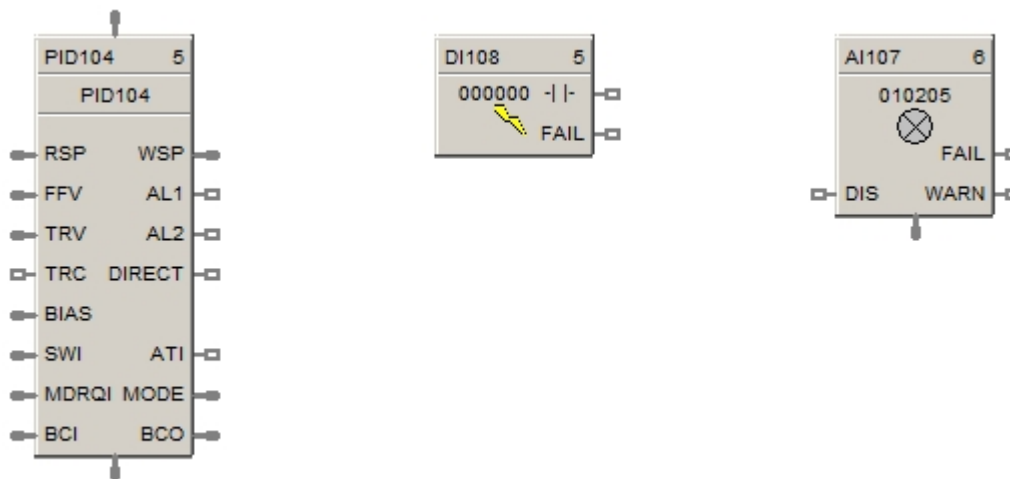 PID104 5
PID104
RSP WSP
FFV AL1
TRV AL2
TRC DIRECT
BIAS
SWI ATI
MDRQI MODE
BCI BCO
DI108 5
000000 -| |-
FAIL
AI107 6
010205
FAIL
DIS WARN